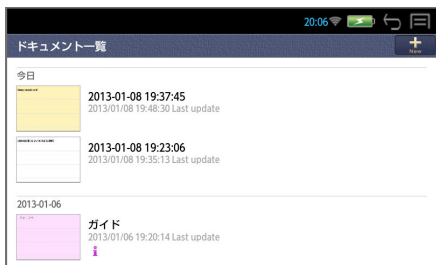 20:06
ドキュメント一覧
New
今日
2013-01-08 19:37:45
2013/01/08 19:48:30 Last update
2013-01-08 19:23:06
2013/01/08 19:35:13 Last update
2013-01-06
ガイド
2013/01/06 19:20:14 Last update
i